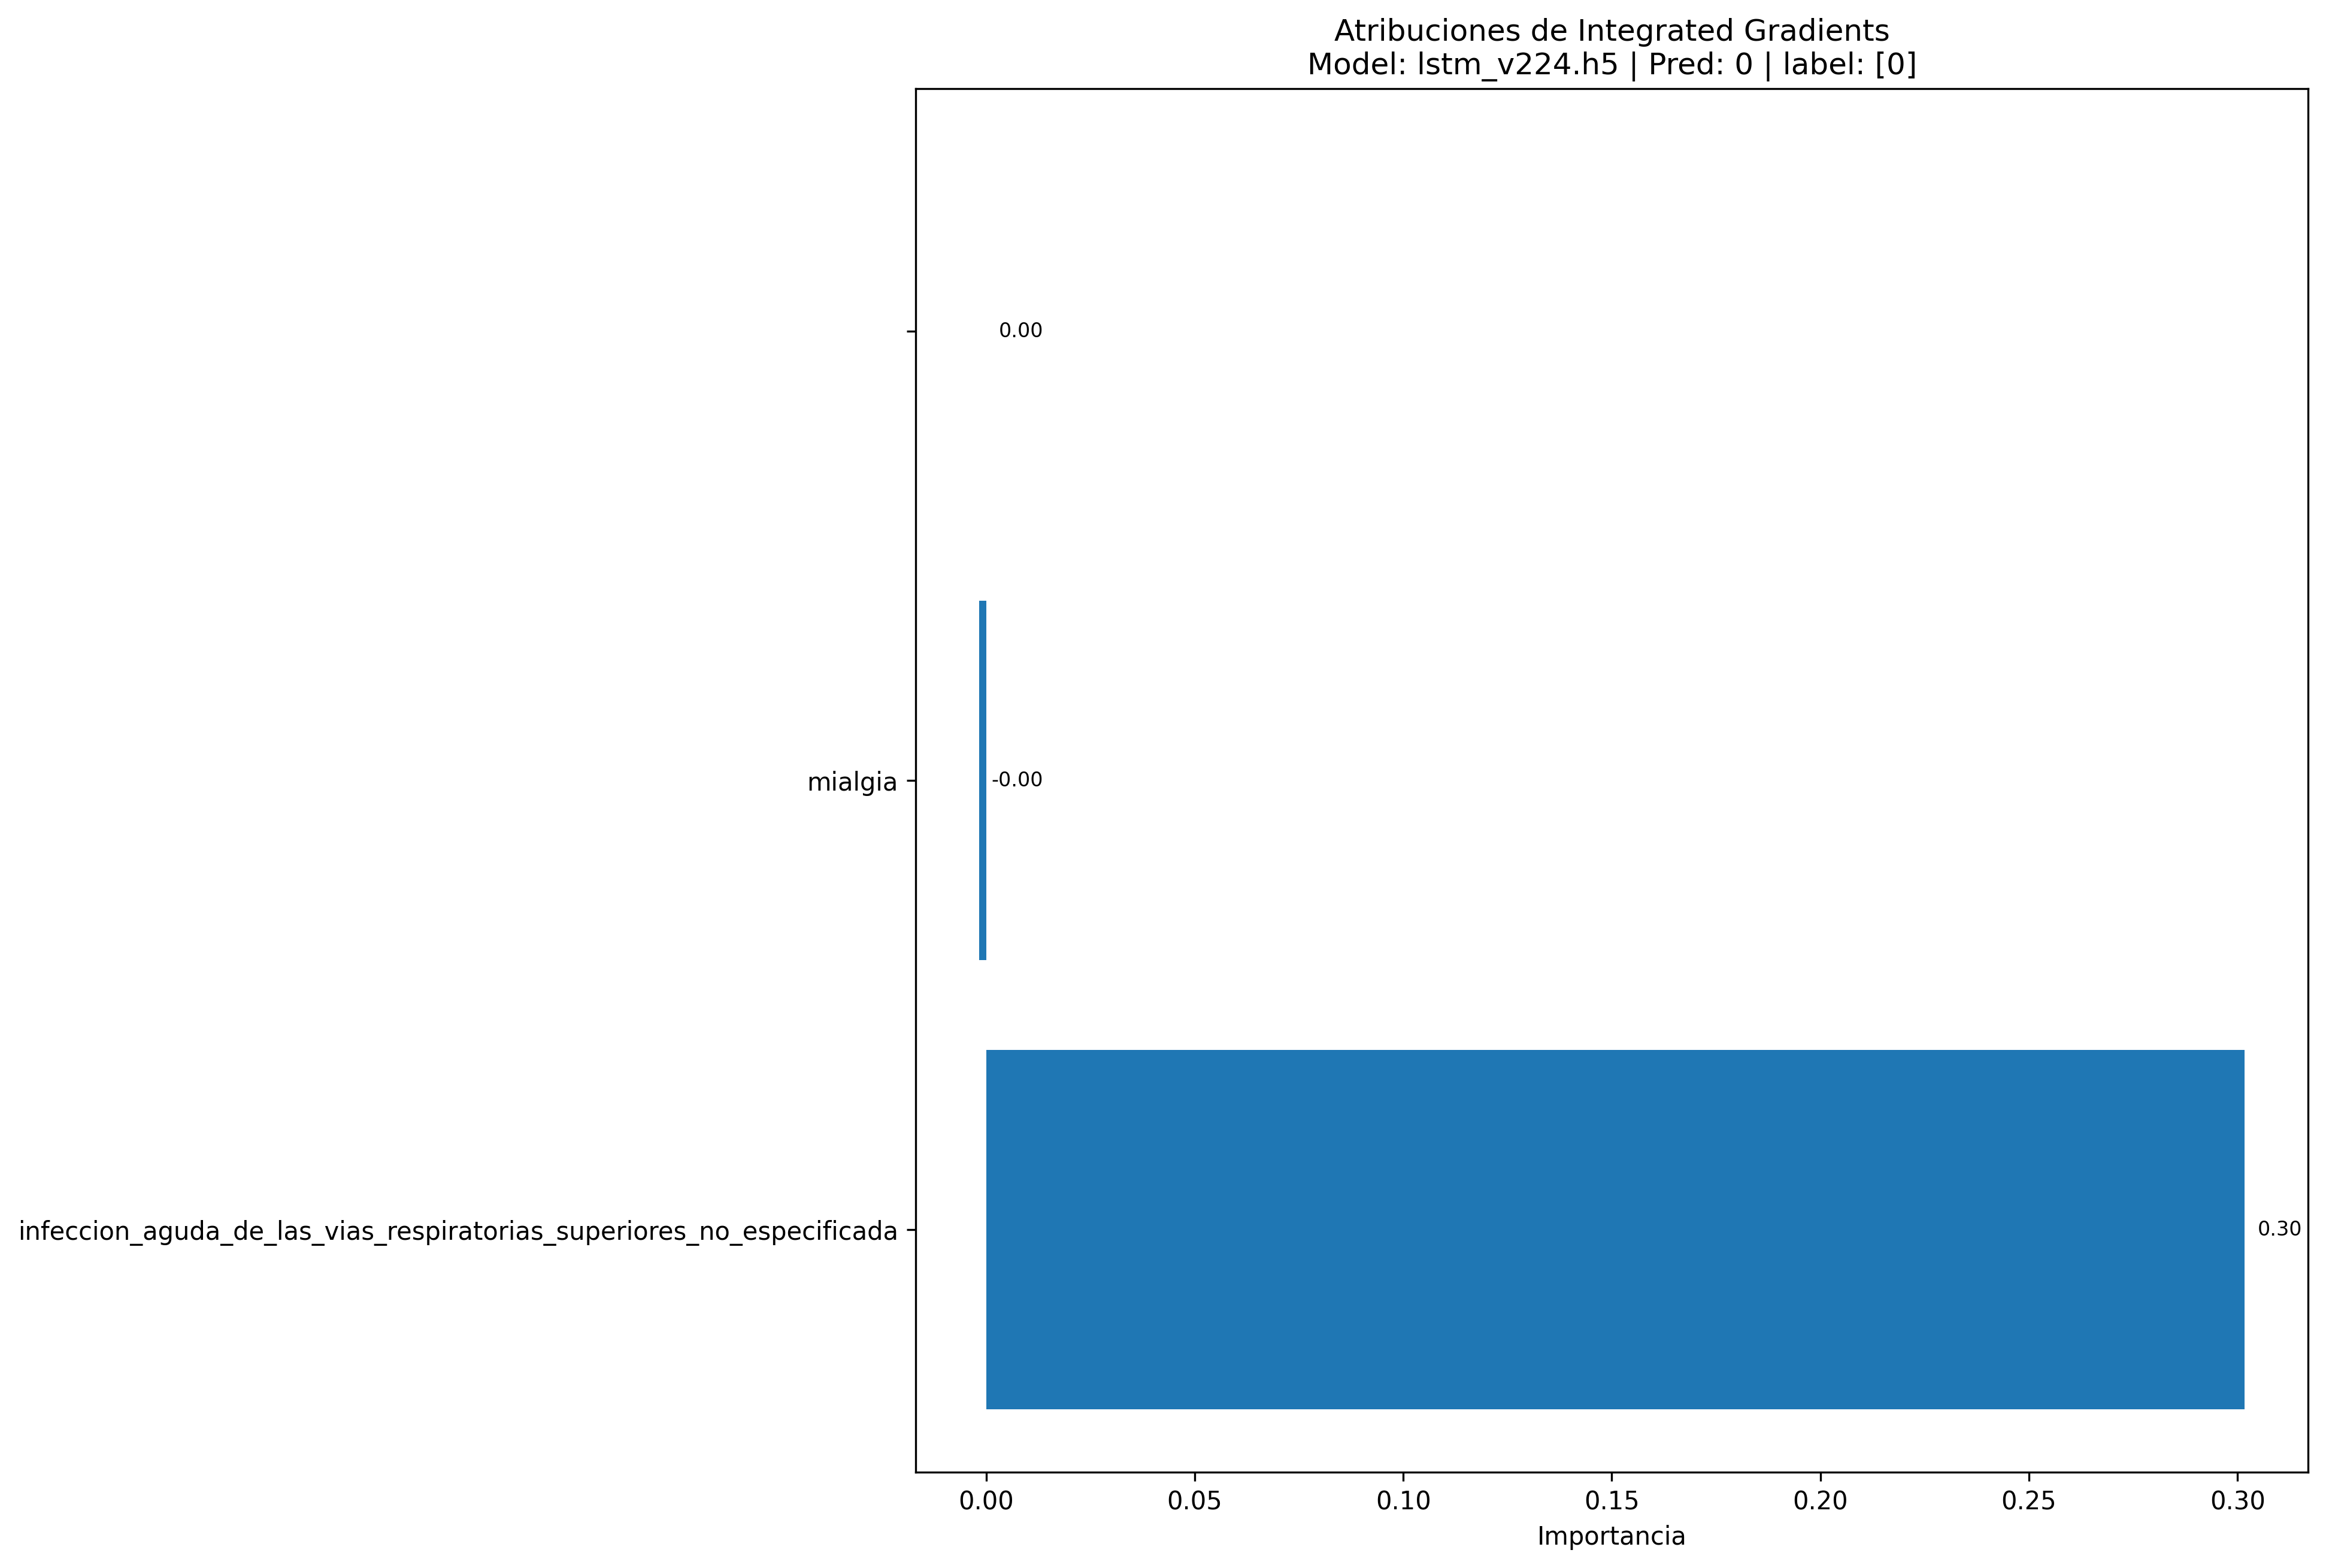 Atribuciones de Integrated Gradients
Model: lstm_v224.h5 | Pred: 0 | label: [0]
0.00
mialgia
-0.00
infeccion_aguda_de_las_vias_respiratorias_superiores_no_especificada
0.30
0.00 0.05 0.10 0.15 0.20 0.25 0.30
Importancia